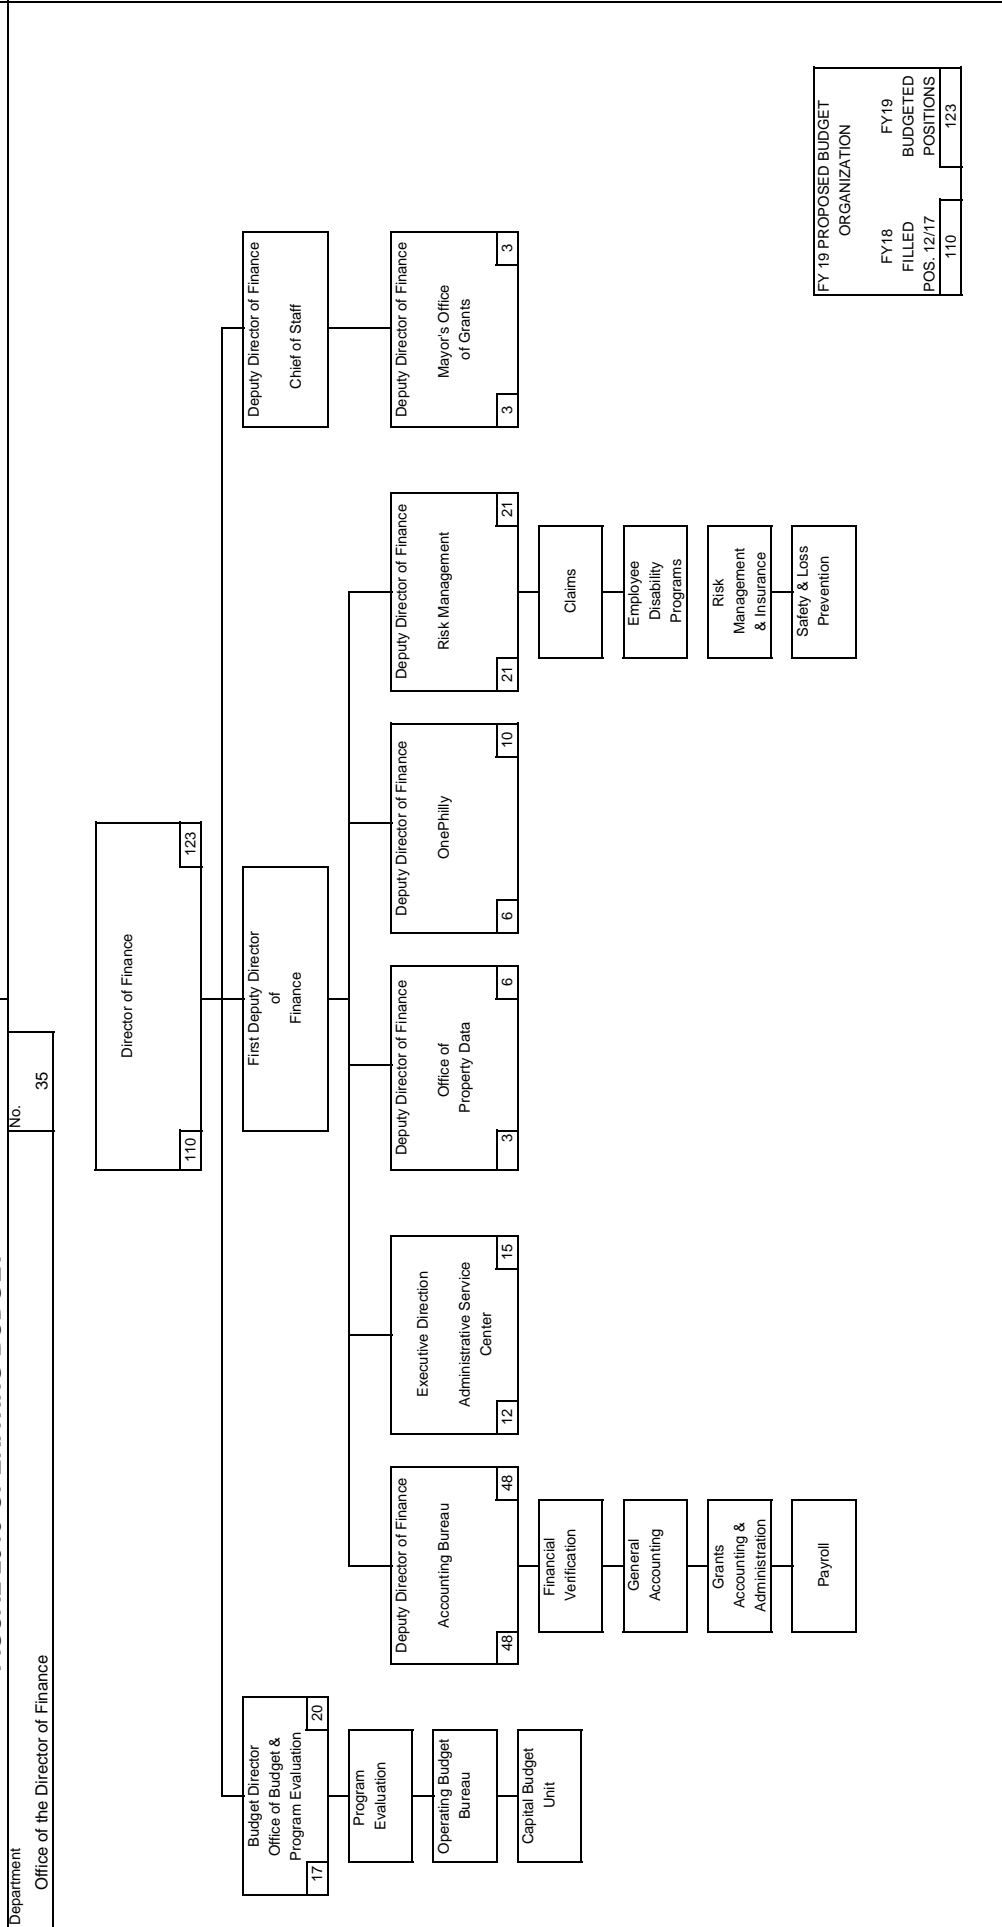 Department
No.
Office of the Director of Finance
35
Director of Finance
110
123
First Deputy Director
of
Finance
Budget Director
Office of Budget &
Program Evaluation
17
20
Program
Evaluation
Operating Budget
Bureau
Capital Budget
Unit
Deputy Director of Finance
Chief of Staff
Deputy Director of Finance
Accounting Bureau
48
48
Financial
Verification
General
Accounting
Grants
Accounting &
Administration
Payroll
Executive Direction
Administrative Service
Center
12
15
Deputy Director of Finance
Office of
Property Data
3
6
Deputy Director of Finance
OnePhilly
6
10
Deputy Director of Finance
Risk Management
21
21
Claims
Employee
Disability
Programs
Risk
Management
& Insurance
Safety & Loss
Prevention
Deputy Director of Finance
Mayor's Office
of Grants
3
3
FY 19 PROPOSED BUDGET
ORGANIZATION
FY18
FILLED
POS. 12/17
110
FY19
BUDGETED
POSITIONS
123